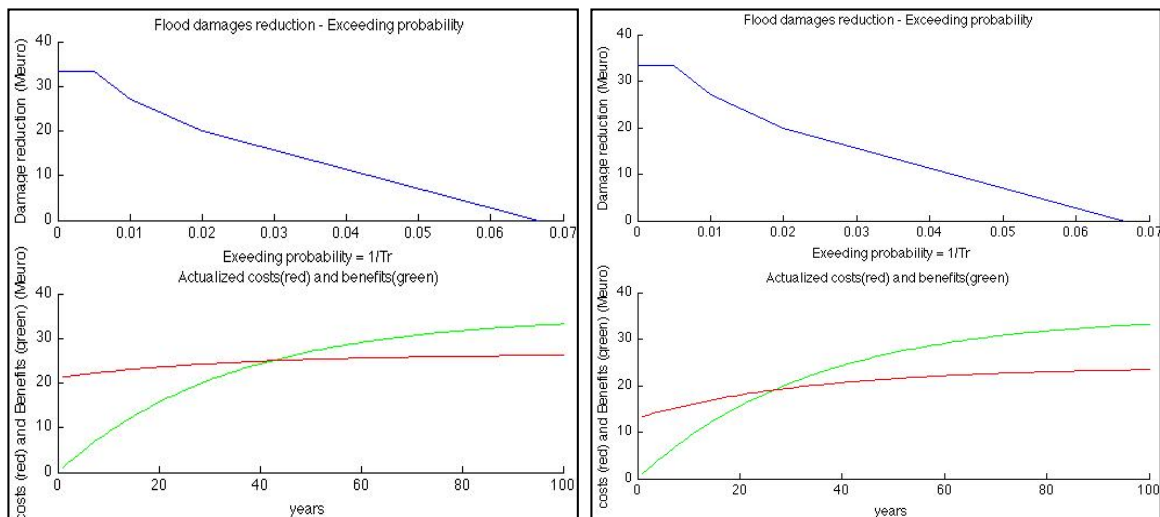 Flood damages reduction - Exceeding probability
Damage reduction (Meuro)
40
30
20
10
0
0 0.01 0.02 0.03 0.04 0.05 0.06 0.07
Exeeding probability = 1/Tr
Actualized costs(red) and benefits(green)
costs (red) and Benefits (green) (Meuro)
40
30
20
10
0
0 20 40 60 80 100
years
Flood damages reduction - Exceeding probability
Damage reduction (Meuro)
40
30
20
10
0
0 0.01 0.02 0.03 0.04 0.05 0.06 0.07
Exeeding probability = 1/Tr
Actualized costs(red) and benefits(green)
costs (red) and Benefits (green) (Meuro)
40
30
20
10
0
0 20 40 60 80 100
years